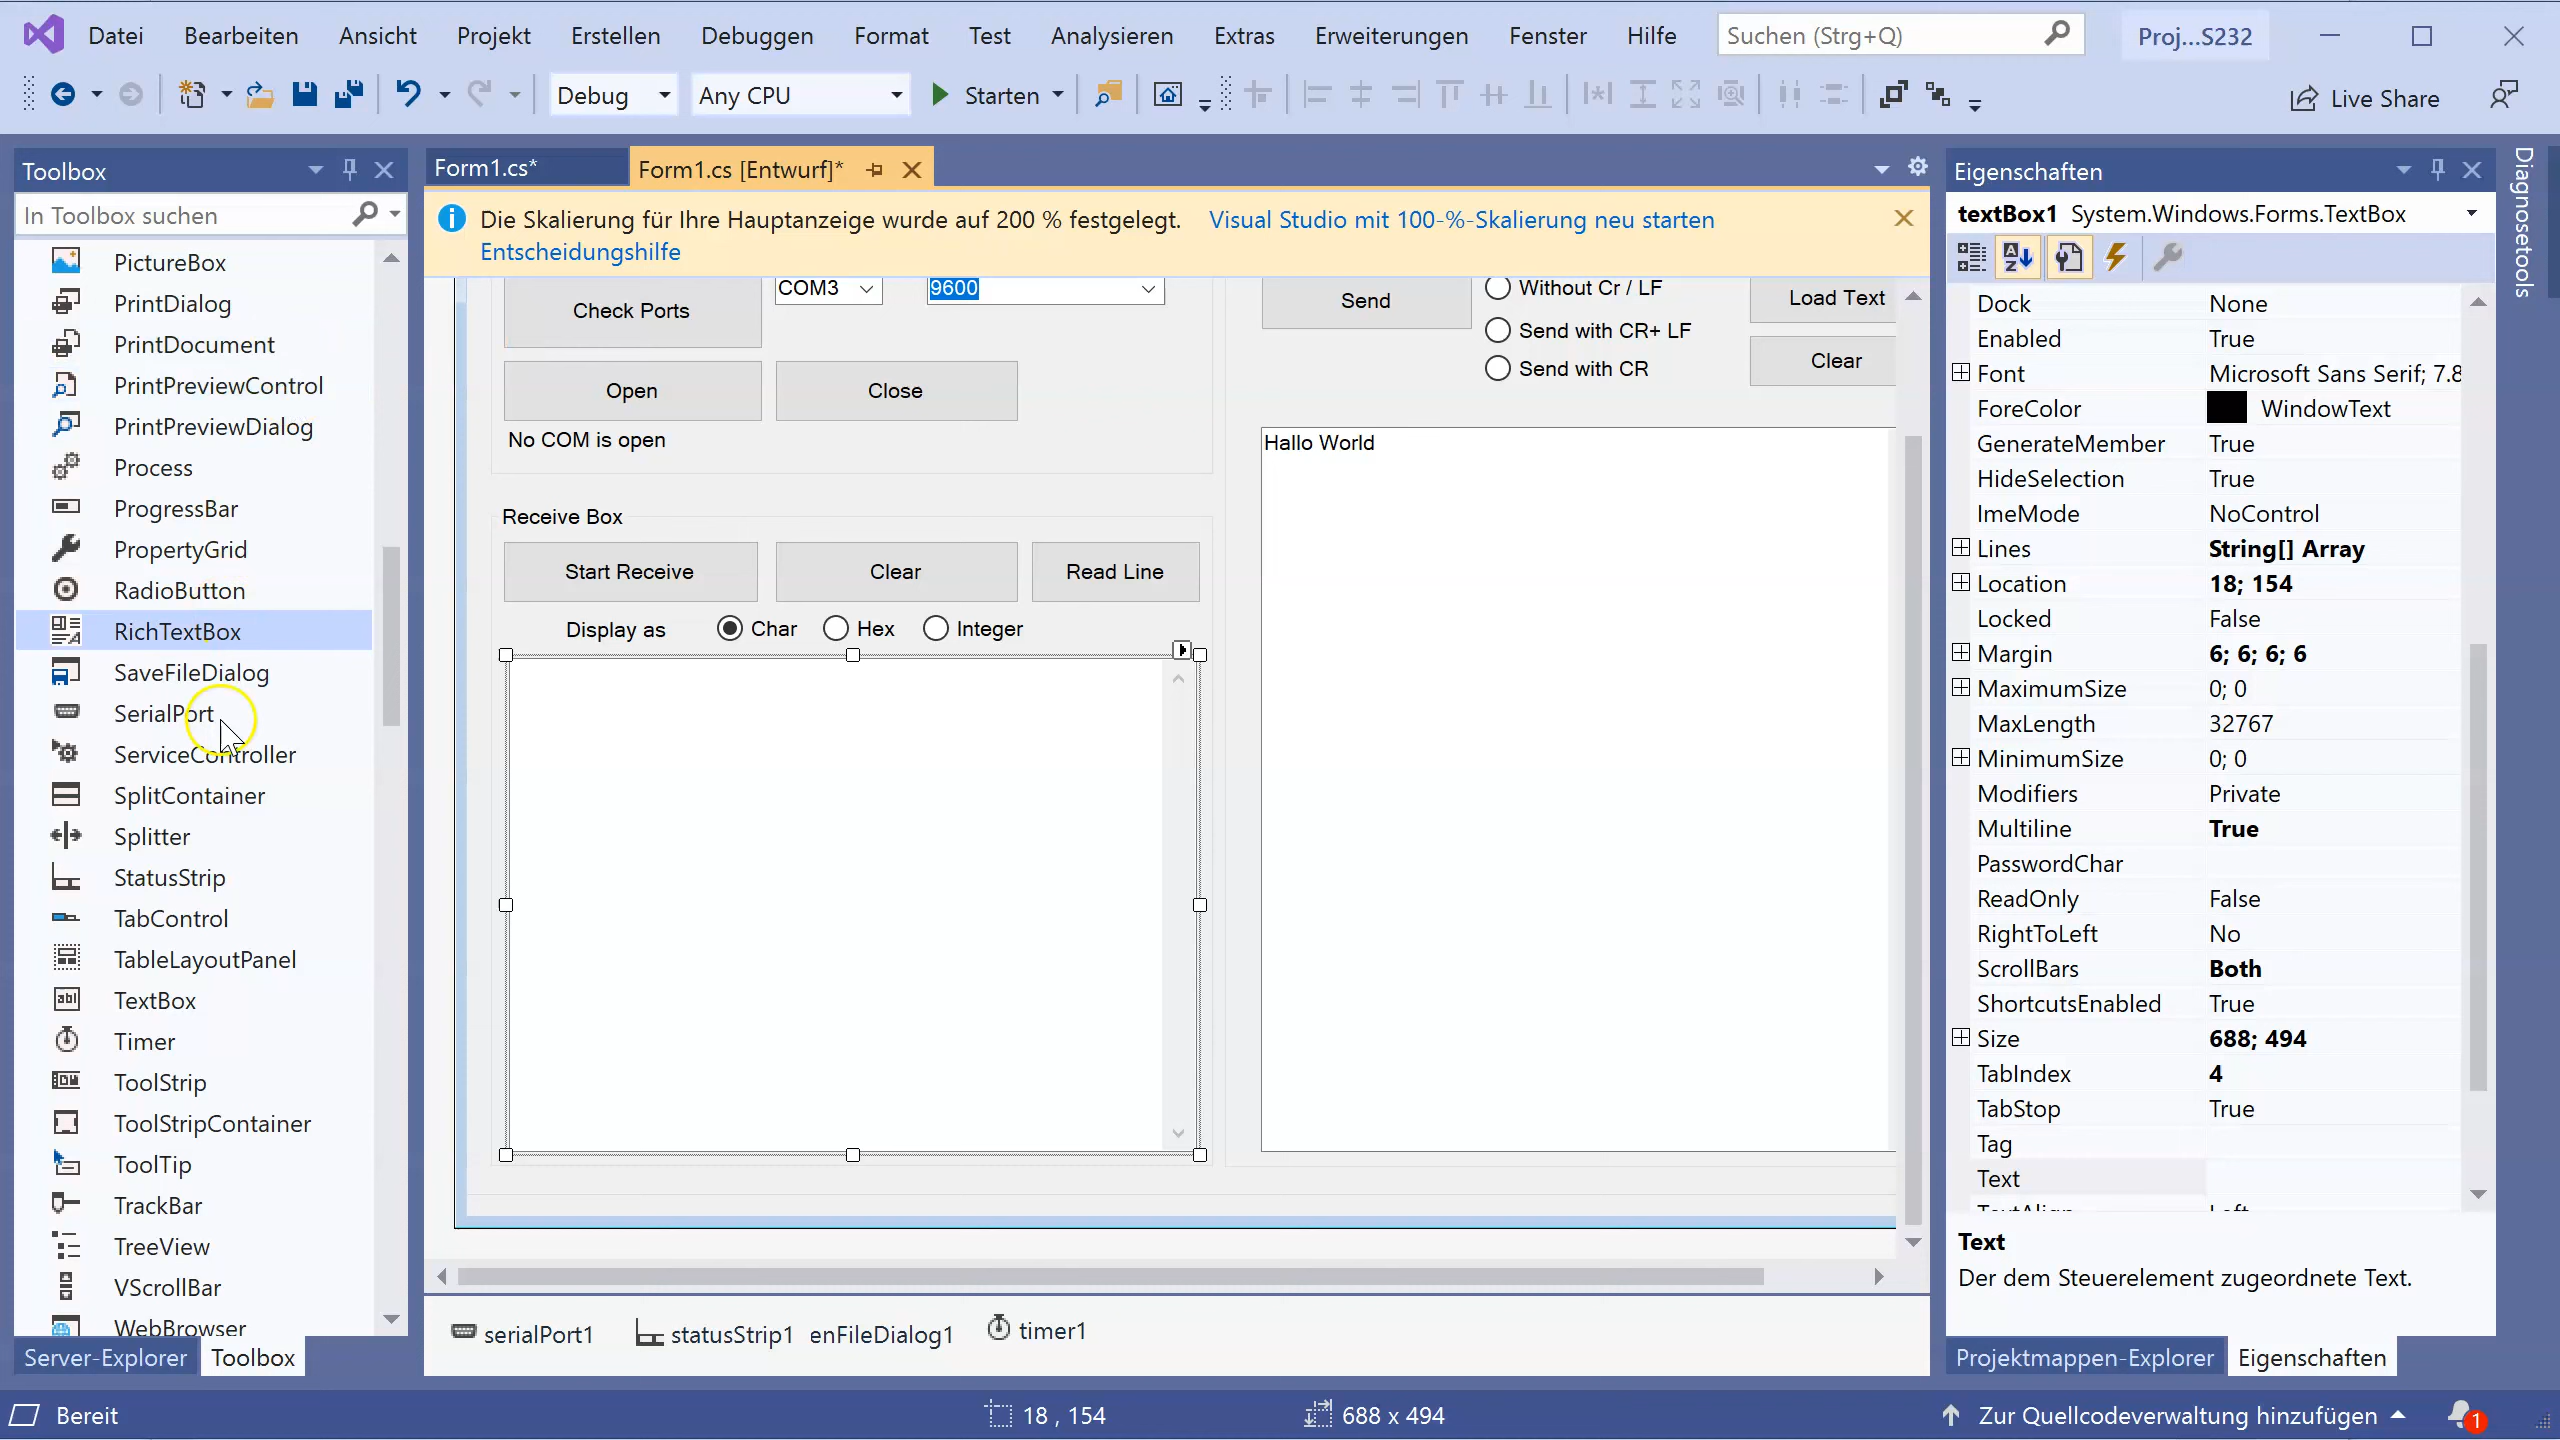 Datei Bearbeiten Ansicht Projekt Erstellen Debuggen Format Test Analysieren Extras Erweiterungen Fenster Hilfe Suchen (Strg+Q) Proj...S232
Debug Any CPU Starten Live Share
Toolbox
In Toolbox suchen
PictureBox
PrintDialog
PrintDocument
PrintPreviewControl
PrintPreviewDialog
Process
ProgressBar
PropertyGrid
RadioButton
RichTextBox
SaveFileDialog
SerialPort
ServiceController
SplitContainer
Splitter
StatusStrip
TabControl
TableLayoutPanel
TextBox
Timer
ToolStrip
ToolStripContainer
ToolTip
TrackBar
TreeView
VScrollBar
WebBrowser
Server-Explorer Toolbox
Form1.cs* Form1.cs [Entwurf]*
Die Skalierung für Ihre Hauptanzeige wurde auf 200 % festgelegt. Visual Studio mit 100-%-Skalierung neu starten
Entscheidungshilfe
Check Ports COM3 9600
Open Close
No COM is open
Receive Box
Start Receive Clear Read Line
Display as Char Hex Integer
Send Without Cr / LF Load Text
Send with CR+ LF
Send with CR Clear
Hallo World
serialPort1 statusStrip1 enFileDialog1 timer1
Eigenschaften
textBox1 System.Windows.Forms.TextBox
Dock None
Enabled True
Font Microsoft Sans Serif; 7.8
ForeColor WindowText
GenerateMember True
HideSelection True
ImeMode NoControl
Lines String[] Array
Location 18; 154
Locked False
Margin 6; 6; 6; 6
MaximumSize 0; 0
MaxLength 32767
MinimumSize 0; 0
Modifiers Private
Multiline True
PasswordChar
ReadOnly False
RightToLeft No
ScrollBars Both
ShortcutsEnabled True
Size 688; 494
TabIndex 4
TabStop True
Tag
Text
TextAlign Left
Text
Der dem Steuerelement zugeordnete Text.
Projektmappen-Explorer Eigenschaften
Diagnosetools
Bereit 18 , 154 688 x 494 Zur Quellcodeverwaltung hinzufügen 1